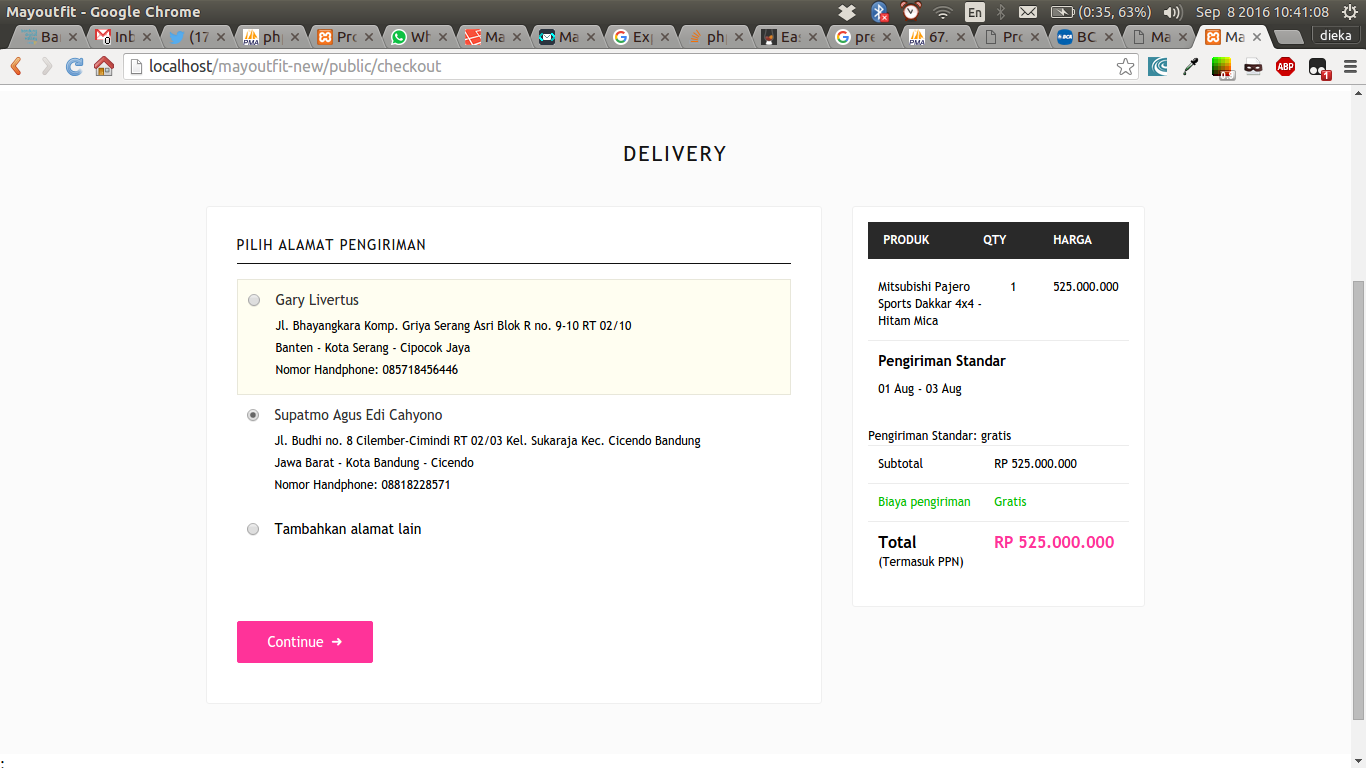 Mayoutfit - Google Chrome
En
(0:35, 63%)
Sep 8 2016 10:41:08
Ba
Inb
(17
php
Pro
Wh
Ma
Ma
Exp
php
Eas
pre
67.
Pro
BC
Ma
Ma
dieka
localhost/mayoutfit-new/public/checkout
ABP
1
DELIVERY
PILIH ALAMAT PENGIRIMAN
Gary Livertus
Jl. Bhayangkara Komp. Griya Serang Asri Blok R no. 9-10 RT 02/10
Banten - Kota Serang - Cipocok Jaya
Nomor Handphone: 085718456446
Supatmo Agus Edi Cahyono
Jl. Budhi no. 8 Cilember-Cimindi RT 02/03 Kel. Sukaraja Kec. Cicendo Bandung
Jawa Barat - Kota Bandung - Cicendo
Nomor Handphone: 08818228571
Tambahkan alamat lain
Continue →
PRODUK QTY HARGA
Mitsubishi Pajero 1 525.000.000
Sports Dakkar 4x4 -
Hitam Mica
Pengiriman Standar
01 Aug - 03 Aug
Pengiriman Standar: gratis
Subtotal RP 525.000.000
Biaya pengiriman Gratis
Total RP 525.000.000
(Termasuk PPN)
;